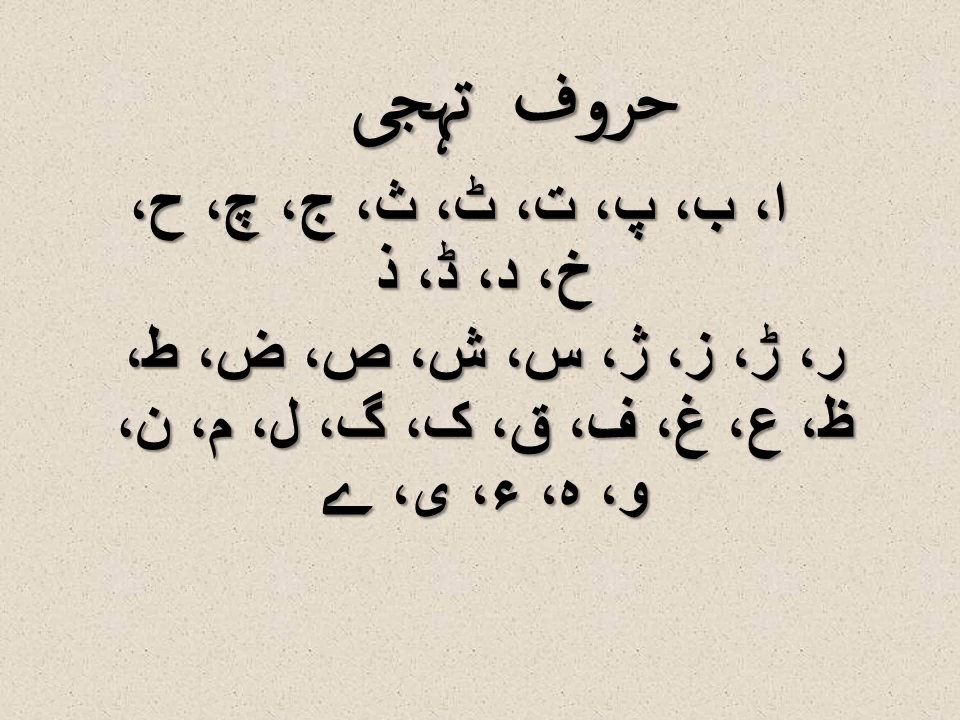 حروف تہجی
ا، ب، پ، ت، ٹ، ث، ج، چ، ح،
خ، د، ڈ، ذ
ر، ڑ، ز، ژ، س، ش، ص، ض، ط،
ظ، ع، غ، ف، ق، ک، گ، ل، م، ن،
و، ہ، ء، ی، ے